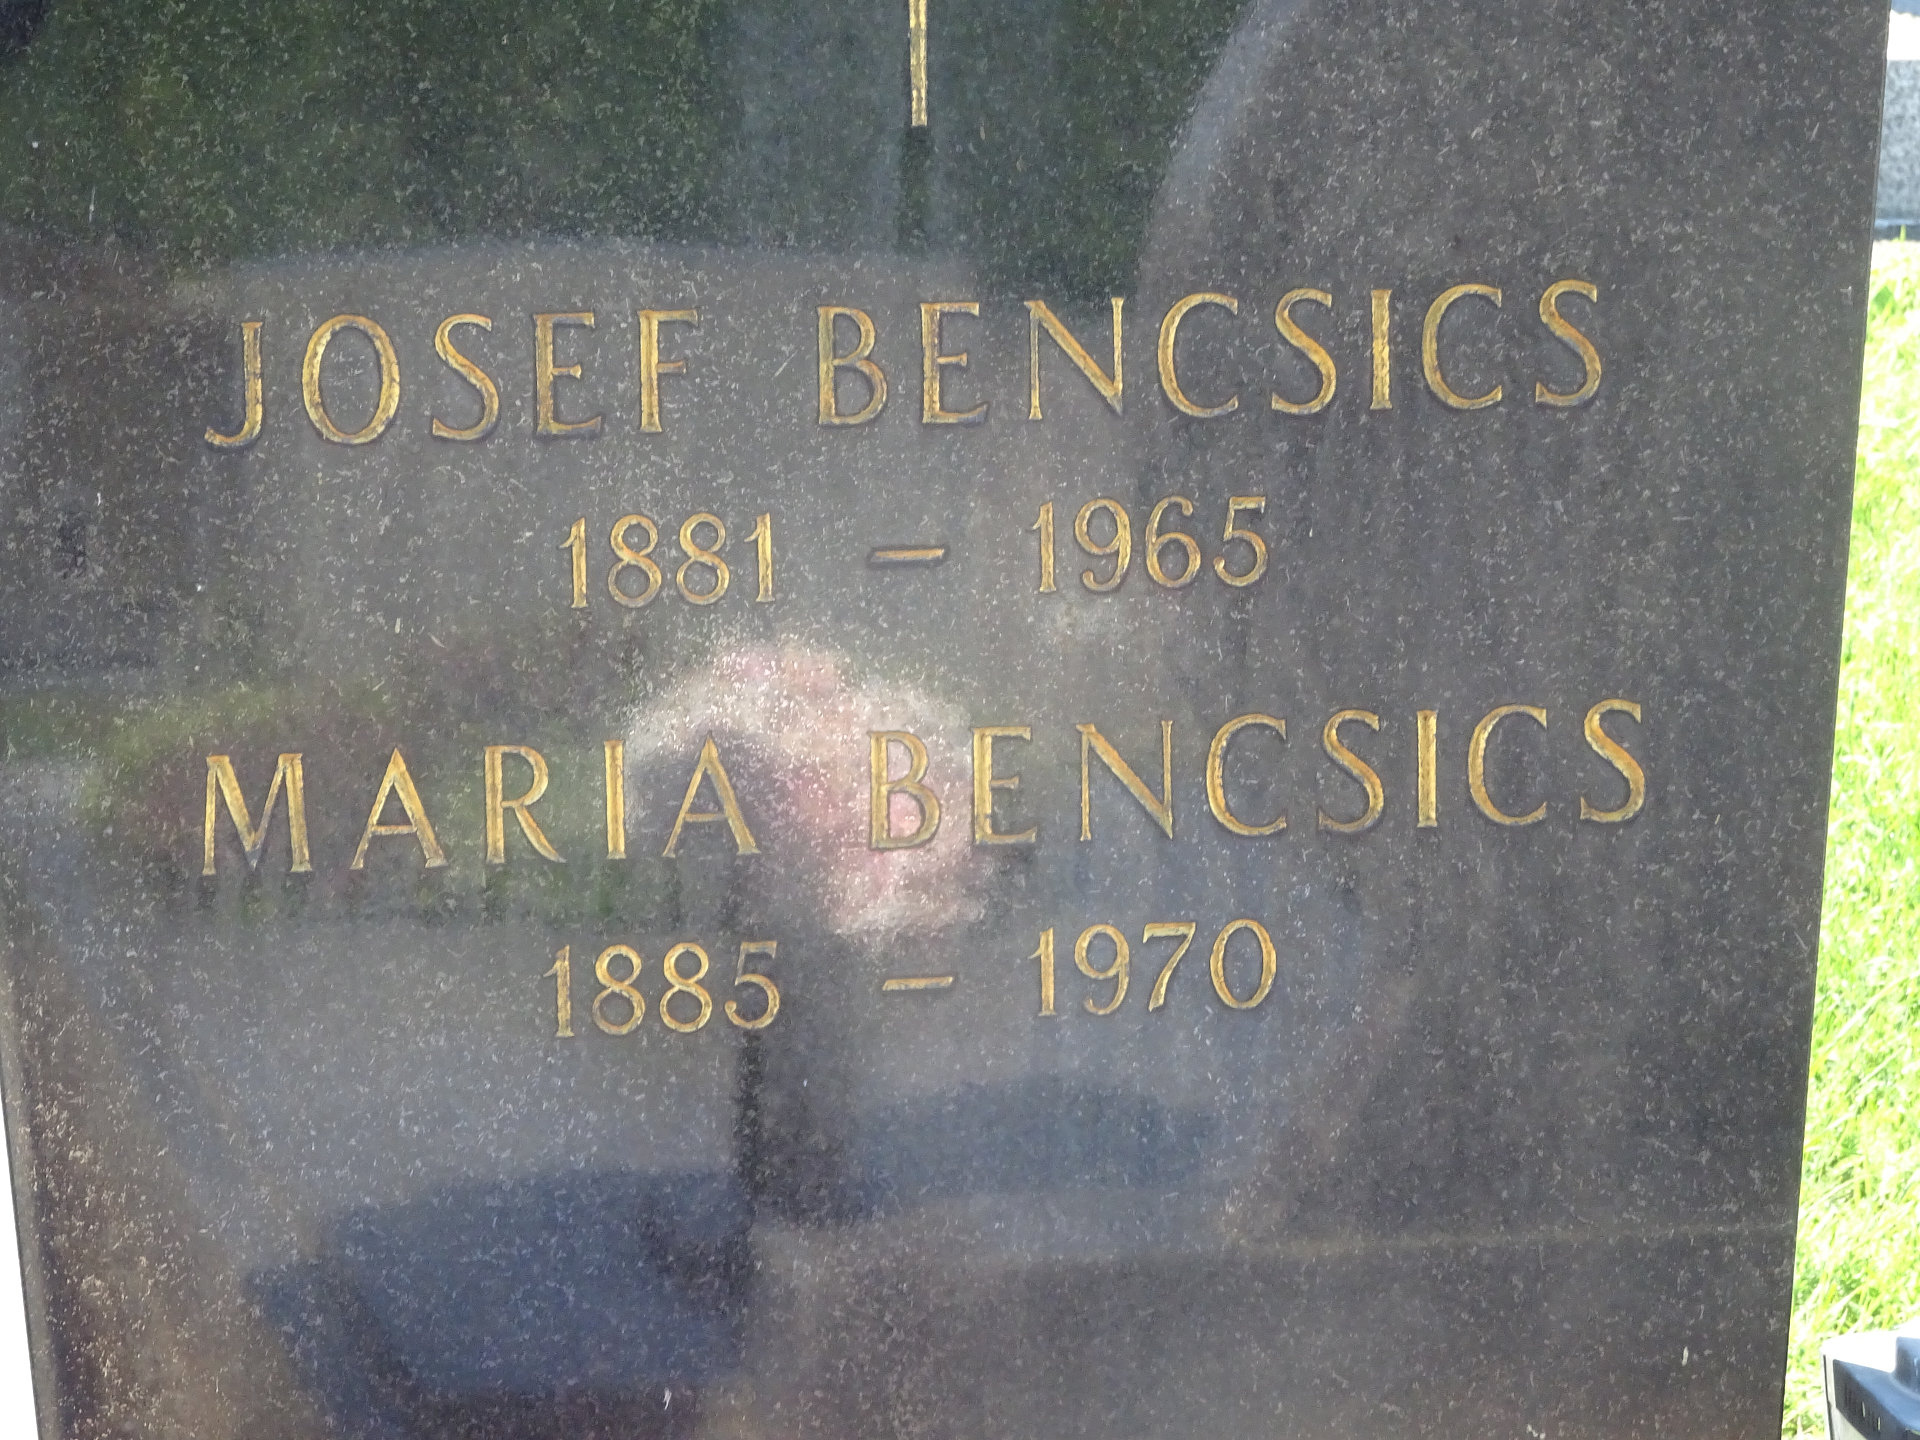 JOSEF BENCSICS
1881 – 1965
MARIA BENCSICS
1885 – 1970